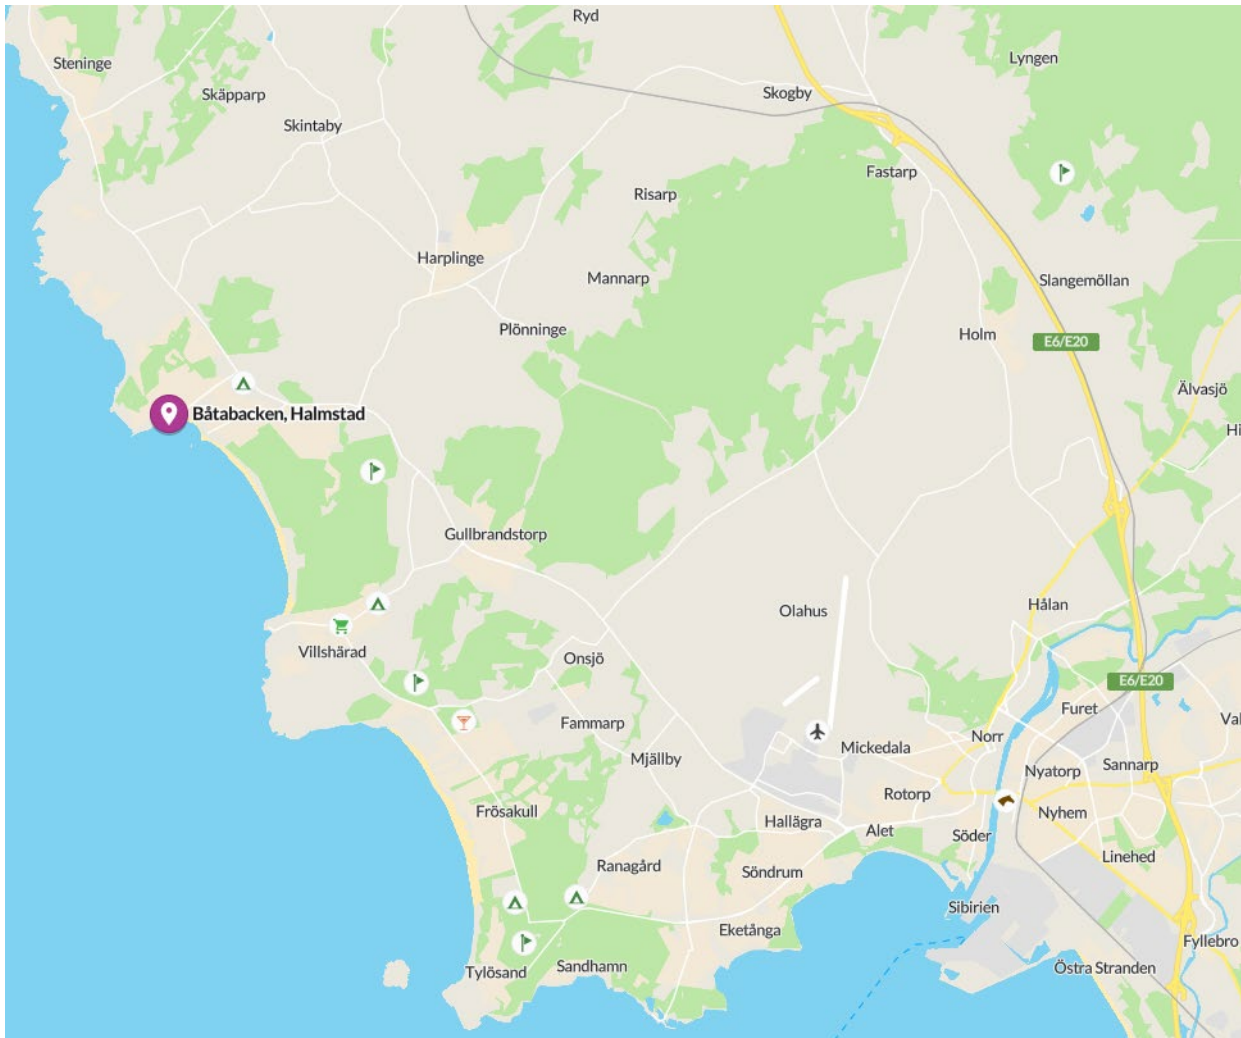 Ryd
Steninge
Lyngen
Skäpparp
Skogby
Skintaby
Fastarp
Risarp
Harplinge
Mannarp
Slangemöllan
Plönninge
Holm
E6/E20
Älvasjö
Båtabacken, Halmstad
Hi
Gullbrandstorp
Olahus
Hålan
Villshärad
Onsjö
E6/E20
Furet
Val
Fammarp
Norr
Mickedala
Mjällby
Nyatorp
Sannarp
Rotorp
Frösakull
Nyhem
Hallägra
Alet
Söder
Linehed
Ranagård
Söndrum
Sibirien
Eketånga
Fyllebro
Sandhamn
Östra Stranden
Tylösand